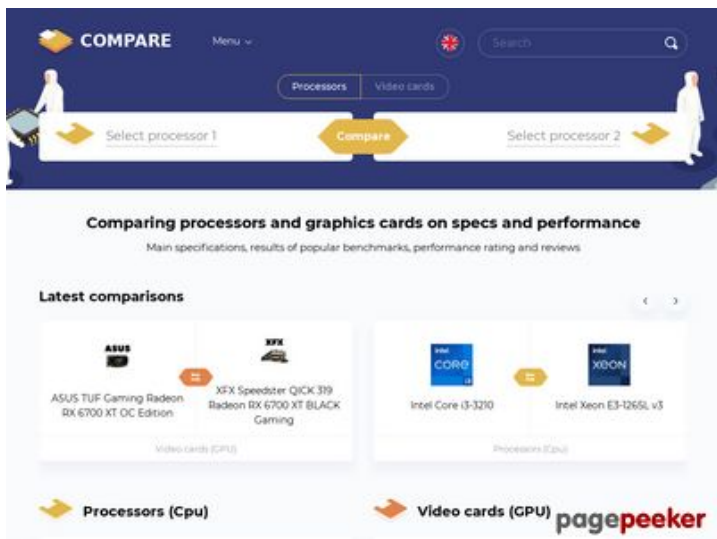 COMPARE
Menu
Search
Processors
Video cards
Select processor 1
Compare
Select processor 2
Comparing processors and graphics cards on specs and performance
Main specifications, results of popular benchmarks, performance rating and reviews
Latest comparisons
ASUS
XFX
intel
CORE
i3
intel
XEON
ASUS TUF Gaming Radeon
RX 6700 XT OC Edition
XFX Speedster QICK 319
Radeon RX 6700 XT BLACK
Gaming
Intel Core i3-3210
Intel Xeon E3-1265L v3
Video cards (GPU)
Processors (Cpu)
Processors (Cpu)
Video cards (GPU)
pagepeeker